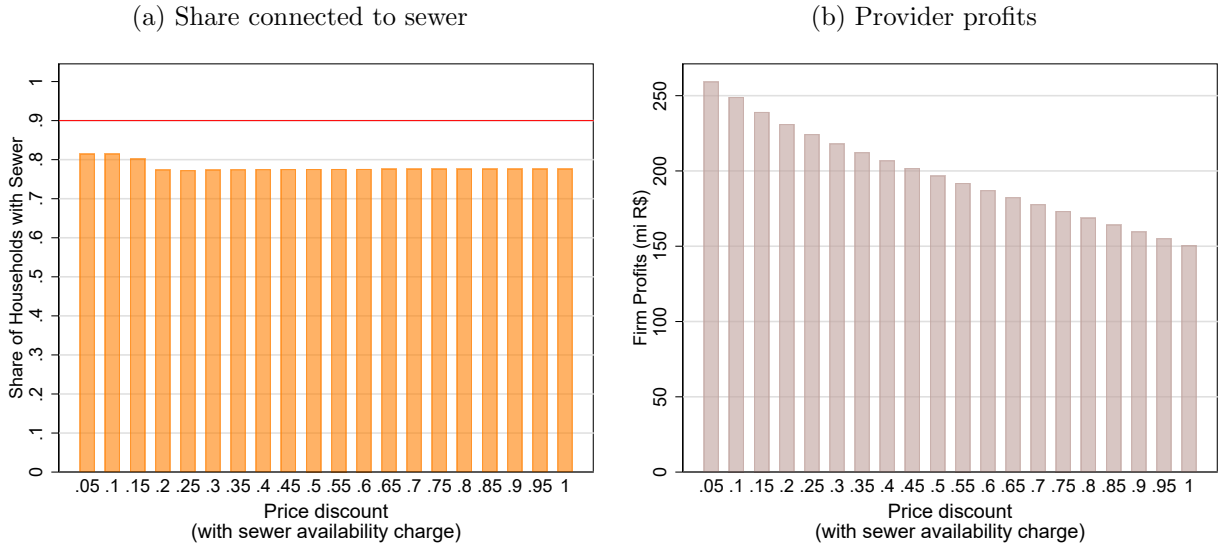 (a) Share connected to sewer
Share of Households with Sewer
1
.9
.8
.7
.6
.5
.4
.3
.2
.1
0
.05 .1 .15 .2 .25 .3 .35 .4 .45 .5 .55 .6 .65 .7 .75 .8 .85 .9 .95 1
Price discount
(with sewer availability charge)
(b) Provider profits
Firm Profits (mi R$)
250
200
150
100
50
0
.05 .1 .15 .2 .25 .3 .35 .4 .45 .5 .55 .6 .65 .7 .75 .8 .85 .9 .95 1
Price discount
(with sewer availability charge)